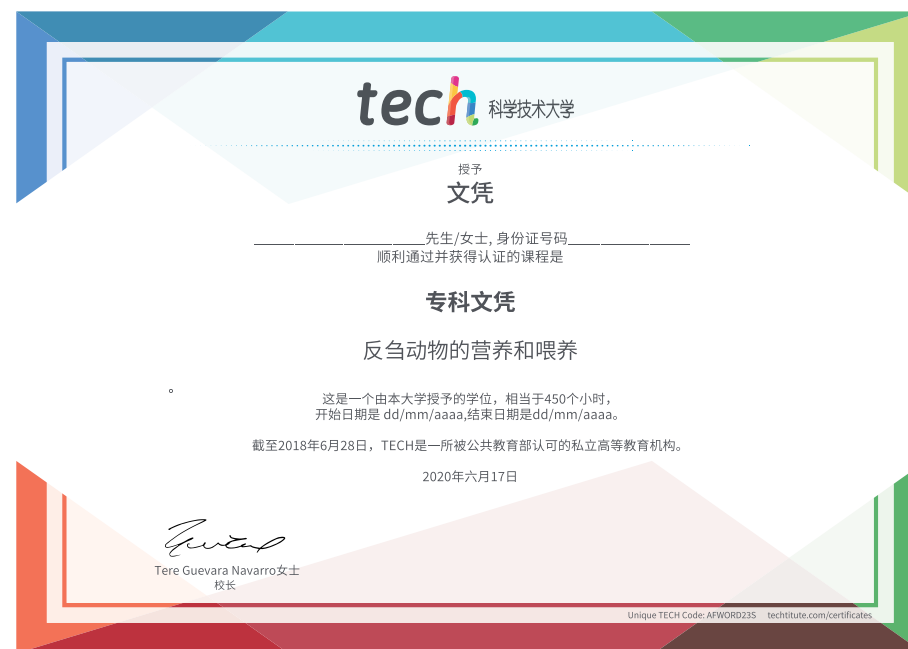 tech 科学技术大学
授予
文凭
________________________先生/女士, 身份证号码_________________
顺利通过并获得认证的课程是
专科文凭
反刍动物的营养和喂养
。
这是一个由本大学授予的学位，相当于450个小时，
开始日期是 dd/mm/aaaa,结束日期是dd/mm/aaaa。
截至2018年6月28日，TECH是一所被公共教育部认可的私立高等教育机构。
2020年六月17日
Tere Guevara Navarro女士
校长
Unique TECH Code: AFWORD23S techtitute.com/certificates